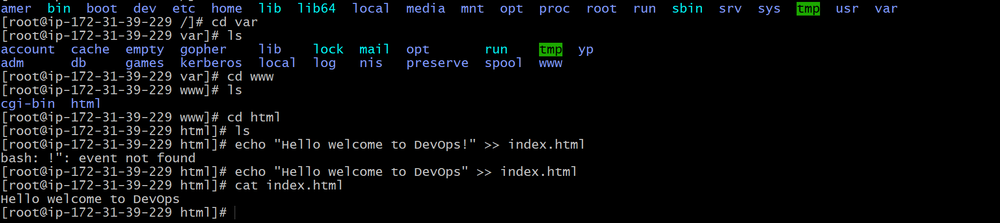 amer  bin  boot  dev  etc  home  lib  lib64  local  media  mnt  opt  proc  root  run  sbin  srv  sys  tmp  usr  var
[root@ip-172-31-39-229 /]# cd var
[root@ip-172-31-39-229 var]# ls
account  cache  empty  gopher    lib    lock  mail  opt       run    tmp  yp
adm      db     games  kerberos  local  log   nis   preserve  spool  www
[root@ip-172-31-39-229 var]# cd www
[root@ip-172-31-39-229 www]# ls
cgi-bin  html
[root@ip-172-31-39-229 www]# cd html
[root@ip-172-31-39-229 html]# ls
[root@ip-172-31-39-229 html]# echo "Hello welcome to DevOps!" >> index.html
bash: !": event not found
[root@ip-172-31-39-229 html]# echo "Hello welcome to DevOps" >> index.html
[root@ip-172-31-39-229 html]# cat index.html
Hello welcome to DevOps
[root@ip-172-31-39-229 html]#